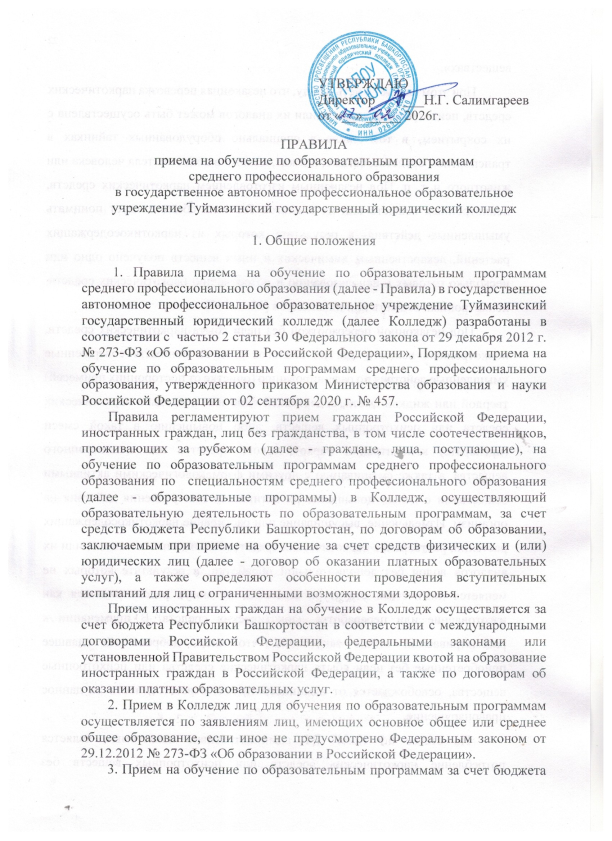 УТВЕРЖДАЮ
Директор Н.Г. Салимгареев
от « » 2026г.
ПРАВИЛА
приема на обучение по образовательным программам
среднего профессионального образования
в государственное автономное профессиональное образовательное
учреждение Туймазинский государственный юридический колледж
1. Общие положения
1. Правила приема на обучение по образовательным программам
среднего профессионального образования (далее - Правила) в государственное
автономное профессиональное образовательное учреждение Туймазинский
государственный юридический колледж (далее Колледж) разработаны в
соответствии с частью 2 статьи 30 Федерального закона от 29 декабря 2012 г.
№ 273-ФЗ «Об образовании в Российской Федерации», Порядком приема на
обучение по образовательным программам среднего профессионального
образования, утвержденного приказом Министерства образования и науки
Российской Федерации от 02 сентября 2020 г. № 457.
Правила регламентируют прием граждан Российской Федерации,
иностранных граждан, лиц без гражданства, в том числе соотечественников,
проживающих за рубежом (далее - граждане, лица, поступающие), на
обучение по образовательным программам среднего профессионального
образования по специальностям среднего профессионального образования
(далее - образовательные программы) в Колледж, осуществляющий
образовательную деятельность по образовательным программам, за счет
средств бюджета Республики Башкортостан, по договорам об образовании,
заключаемым при приеме на обучение за счет средств физических и (или)
юридических лиц (далее - договор об оказании платных образовательных
услуг), а также определяют особенности проведения вступительных
испытаний для лиц с ограниченными возможностями здоровья.
Прием иностранных граждан на обучение в Колледж осуществляется за
счет бюджета Республики Башкортостан в соответствии с международными
договорами Российской Федерации, федеральными законами или
установленной Правительством Российской Федерации квотой на образование
иностранных граждан в Российской Федерации, а также по договорам об
оказании платных образовательных услуг.
2. Прием в Колледж лиц для обучения по образовательным программам
осуществляется по заявлениям лиц, имеющих основное общее или среднее
общее образование, если иное не предусмотрено Федеральным законом от
29.12.2012 № 273-ФЗ «Об образовании в Российской Федерации».
3. Прием на обучение по образовательным программам за счет бюджета